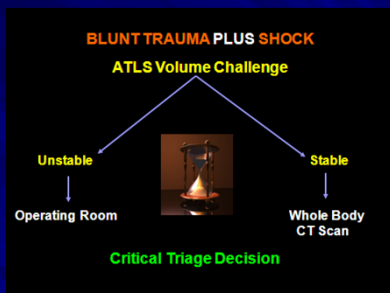 BLUNT TRAUMA PLUS SHOCK
ATLS Volume Challenge
Unstable
Stable
Operating Room
Whole Body
CT Scan
Critical Triage Decision